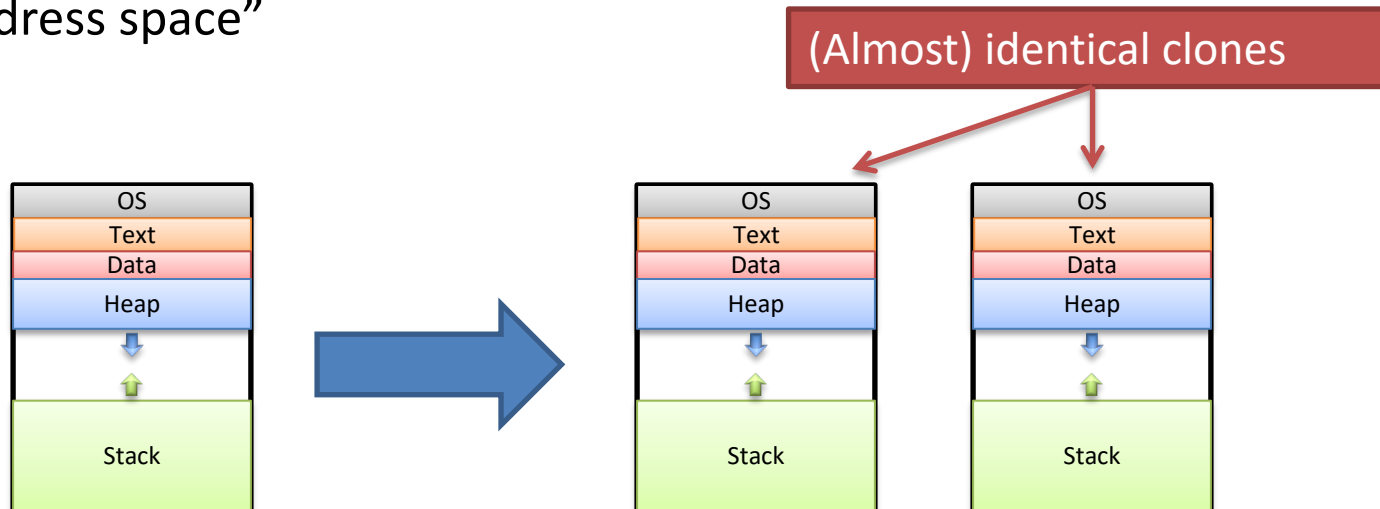 dress space”
(Almost) identical clones
OS
Text
Data
Heap
Stack
OS
Text
Data
Heap
Stack
OS
Text
Data
Heap
Stack